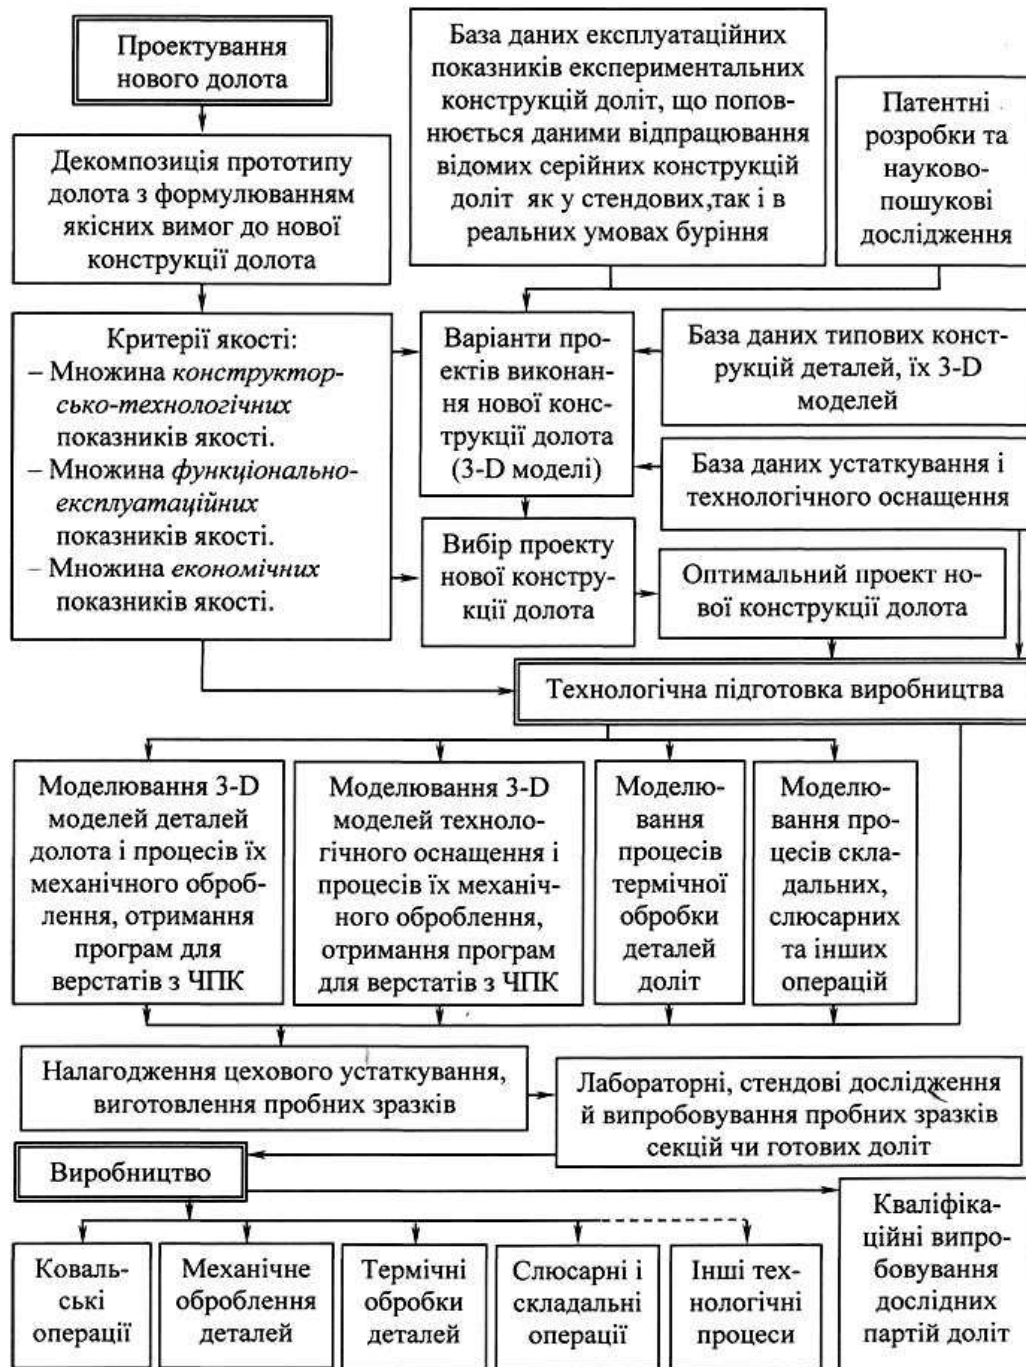 Проектування
нового долота
База даних експлуатаційних
показників експериментальних
конструкцій доліт, що попов-
нюється даними відпрацювання
відомих серійних конструкцій
доліт як у стендових,так і в
реальних умовах буріння
Патентні
розробки та
науково-
пошукові
дослідження
Декомпозиція прототипу
долота з формулюванням
якісних вимог до нової
конструкції долота
Критерії якості:
– Множина конструктор-
сько-технологічних
показників якості.
– Множина функціонально-
експлуатаційних
показників якості.
– Множина економічних
показників якості.
Варіанти про-
ектів виконан-
ня нової конс-
трукції долота
(3-D моделі)
База даних типових конст-
рукцій деталей, їх 3-D
моделей
База даних устаткування і
технологічного оснащення
Вибір проекту
нової констру-
кції долота
Оптимальний проект но-
вої конструкції долота
Технологічна підготовка виробництва
Моделювання 3-D
моделей деталей
долота і процесів їх
механічного оброб-
лення, отримання
програм для
верстатів з ЧПК
Моделювання 3-D
моделей техноло-
гічного оснащення і
процесів їх механіч-
ного оброблення,
отримання програм
для верстатів з ЧПК
Моделю-
вання
процесів
термічної
обробки
деталей
доліт
Моделю-
вання про-
цесів скла-
дальних,
слюсарних
та інших
операцій
Налагодження цехового устаткування,
виготовлення пробних зразків
Лабораторні, стендові дослідження
й випробовування пробних зразків
секцій чи готових доліт
Виробництво
Коваль-
ські
операції
Механічне
оброблення
деталей
Термічні
обробки
деталей
Слюсарні і
складальні
операції
Інші тех-
нологічні
процеси
Кваліфіка-
ційні випро-
бовування
дослідних
партій доліт